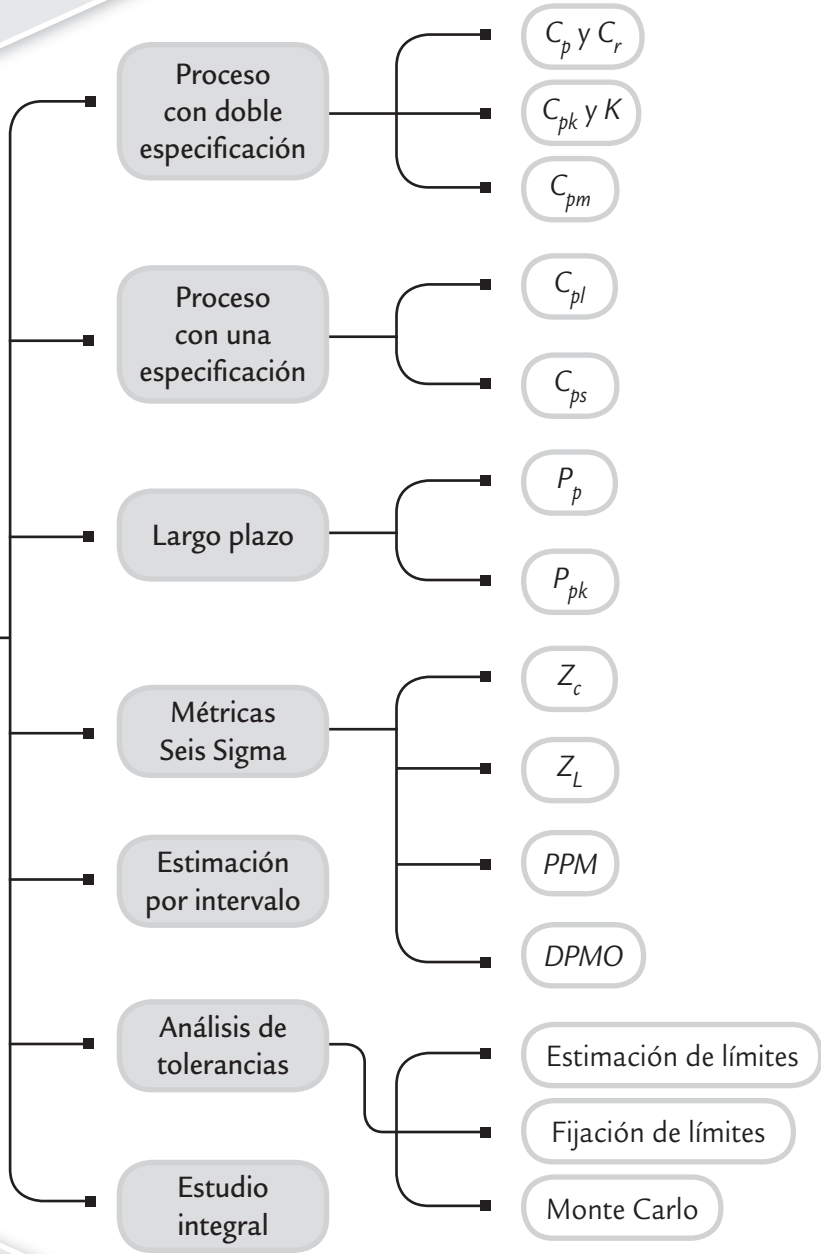 Proceso
con doble
especificación
C_p y C_r
C_pk y K
C_pm
Proceso
con una
especificación
C_pl
C_ps
Largo plazo
P_p
P_pk
Métricas
Seis Sigma
Z_c
Z_L
PPM
DPMO
Estimación
por intervalo
Análisis de
tolerancias
Estimación de límites
Fijación de límites
Monte Carlo
Estudio
integral